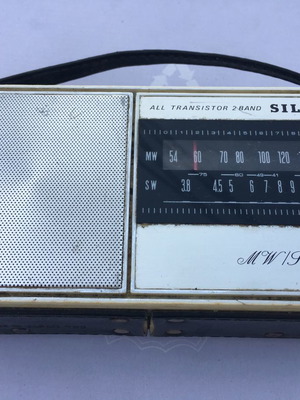 ALL TRANSISTOR 2-BAND SIL
MW 54 60 70 80 100 120
75 60 49 41
SW 3.8 4.5 5 6 7 8 9
MW/S